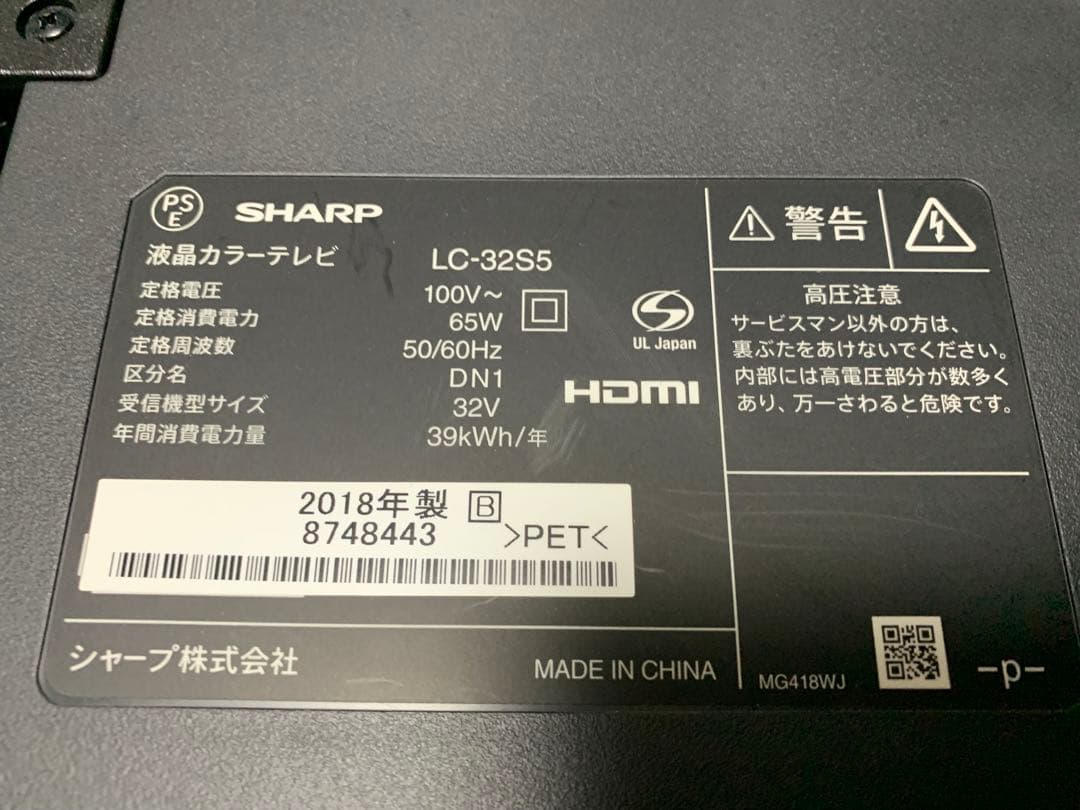 PS
E
SHARP
液晶カラーテレビ LC-32S5
定格電圧 100V～
定格消費電力 65W
定格周波数 50/60Hz
区分名 DN1
受信機型サイズ 32V
年間消費電力量 39kWh/年
UL Japan
HDMI
2018年製 B
8748443 >PET<
シャープ株式会社
MADE IN CHINA
警告
高圧注意
サービスマン以外の方は、
裏ぶたをあけないでください。
内部には高電圧部分が数多く
あり、万一さわると危険です。
MG418WJ
-p-